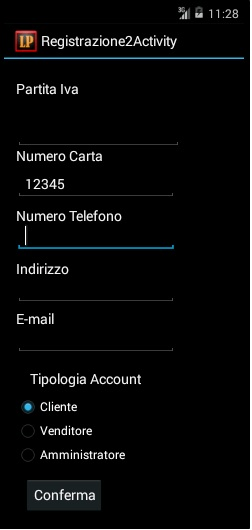 3G 11:28
LP Registrazione2Activity
Partita Iva
Numero Carta
12345
Numero Telefono
Indirizzo
E-mail
Tipologia Account
Cliente
Venditore
Amministratore
Conferma